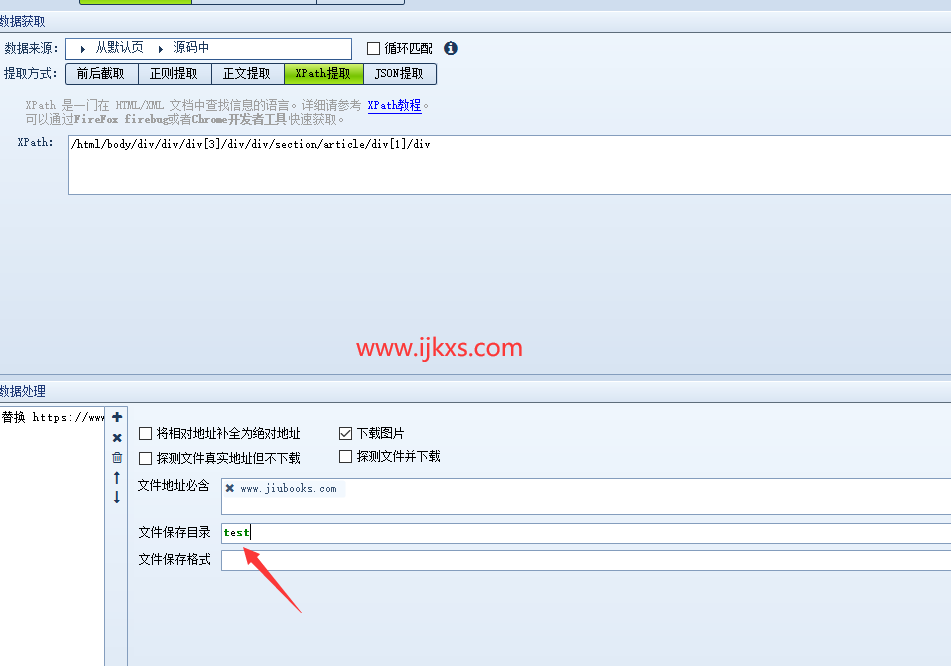 数据获取
数据来源: 从默认页 源码中 循环匹配
提取方式: 前后截取 正则提取 正文提取 XPath提取 JSON提取
XPath 是一门在 HTML/XML 文档中查找信息的语言。详细请参考 XPath教程。
可以通过FireFox firebug或者Chrome开发者工具快速获取。
XPath: /html/body/div/div/div[3]/div/div/section/article/div[1]/div
www.ijkxs.com
数据处理
替换 https://www
将相对地址补全为绝对地址 下载图片
探测文件真实地址但不下载 探测文件并下载
文件地址必含 www.jiubooks.com
文件保存目录 test
文件保存格式